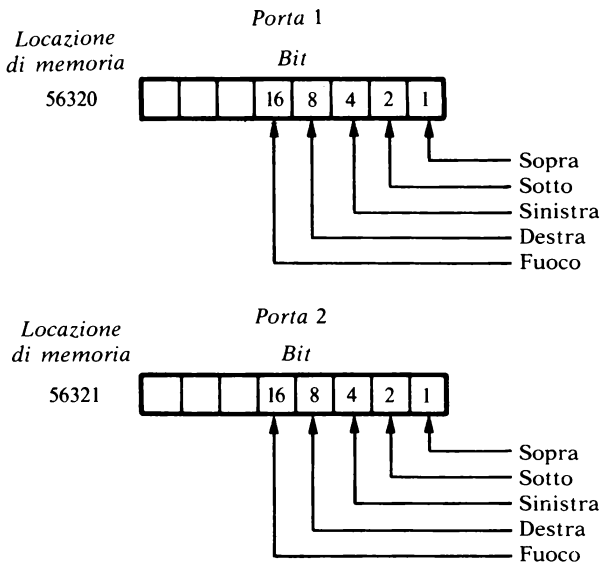 Porta 1
Locazione
di memoria
Bit
56320
16 8 4 2 1
Sopra
Sotto
Sinistra
Destra
Fuoco
Porta 2
Locazione
di memoria
Bit
56321
16 8 4 2 1
Sopra
Sotto
Sinistra
Destra
Fuoco